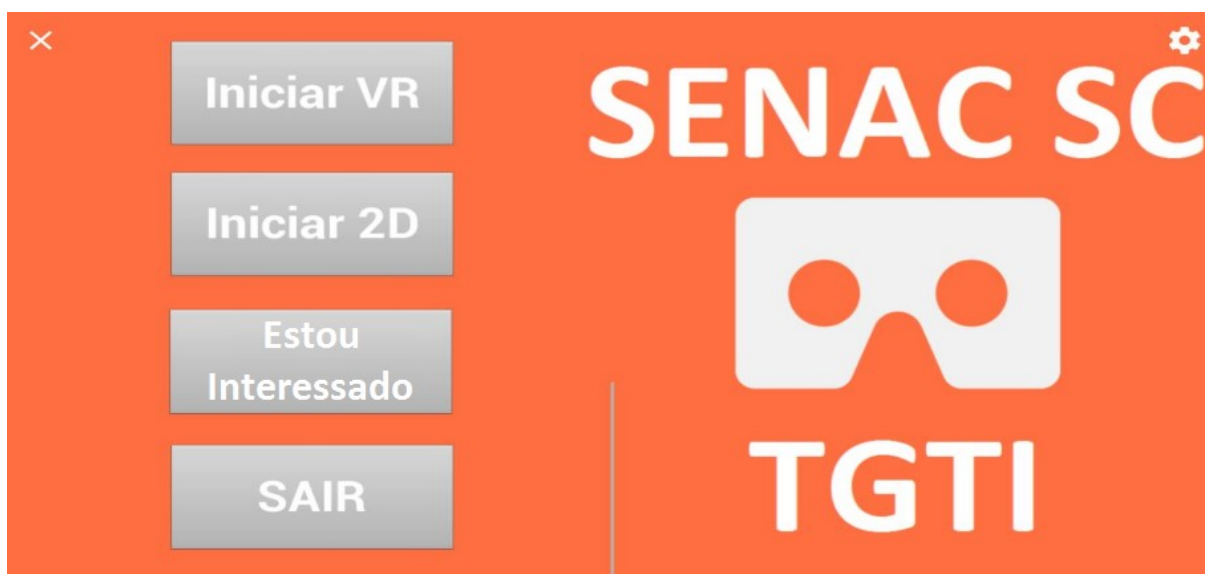 Iniciar VR
Iniciar 2D
Estou
Interessado
SAIR
SENAC SC
TGTI